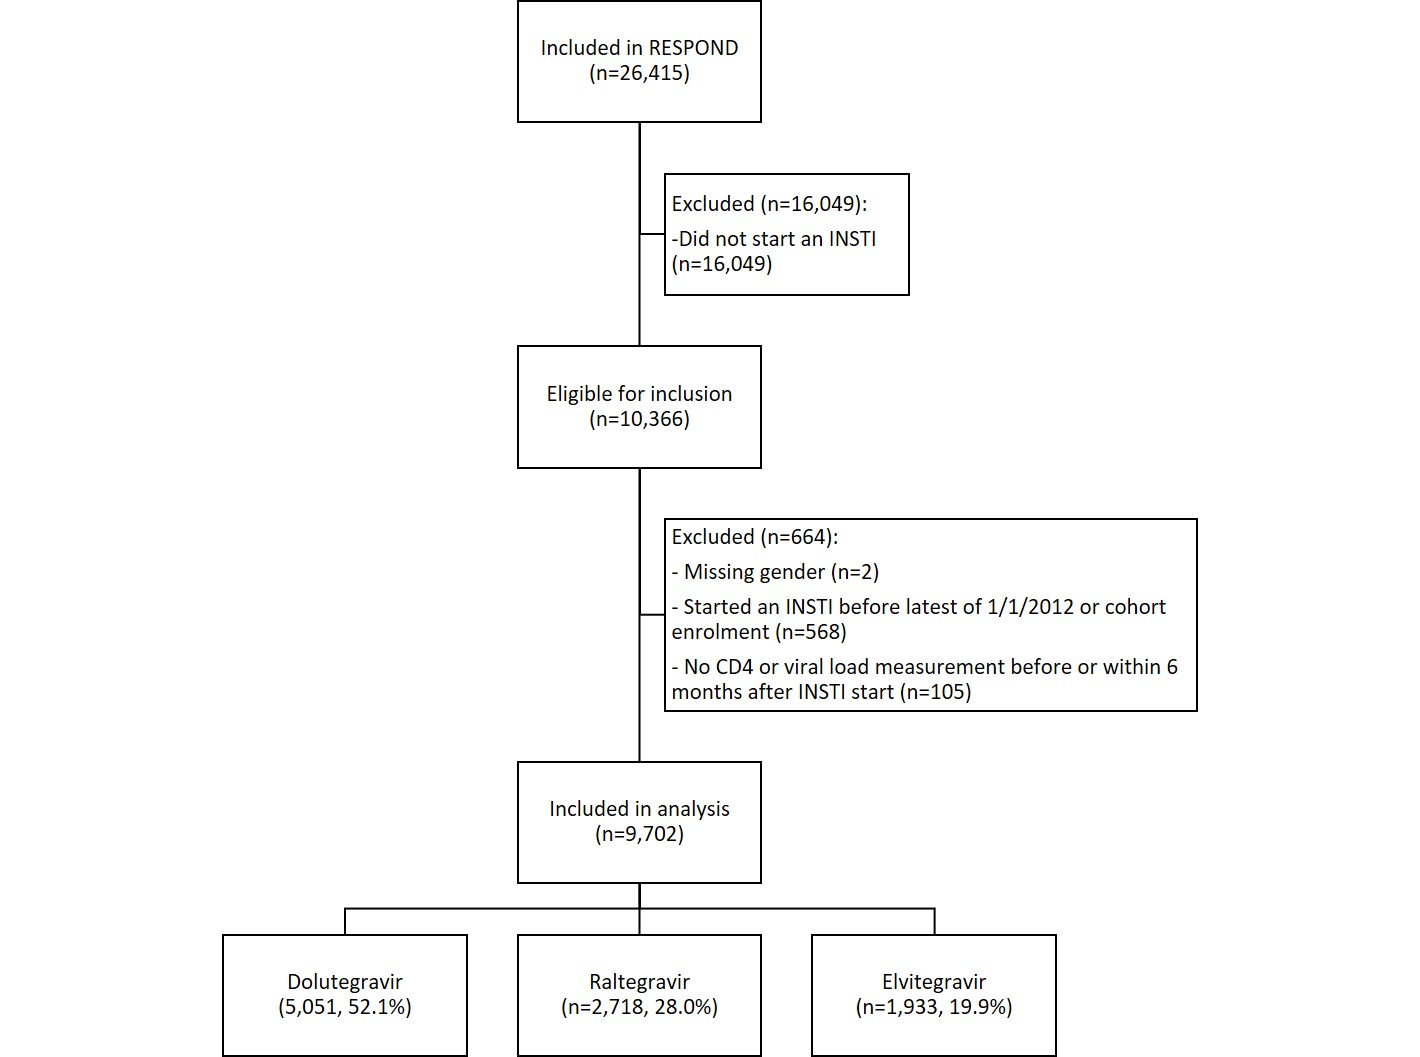 Included in RESPOND
(n=26,415)
Excluded (n=16,049):
-Did not start an INSTI
(n=16,049)
Eligible for inclusion
(n=10,366)
Excluded (n=664):
- Missing gender (n=2)
- Started an INSTI before latest of 1/1/2012 or cohort
enrolment (n=568)
- No CD4 or viral load measurement before or within 6
months after INSTI start (n=105)
Included in analysis
(n=9,702)
Dolutegravir
(5,051, 52.1%)
Raltegravir
(n=2,718, 28.0%)
Elvitegravir
(n=1,933, 19.9%)